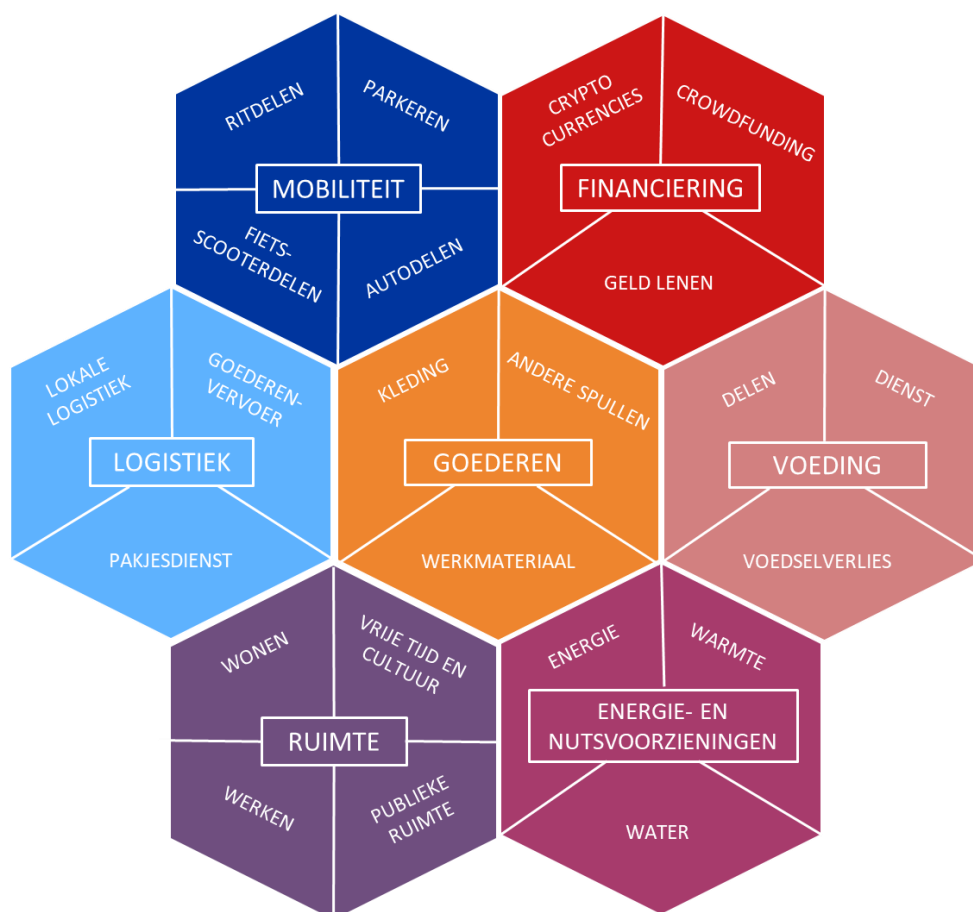 RITDELEN
PARKEREN
MOBILITEIT
FIETS-
SCOOTERDELEN
AUTODELEN
CRYPTO
CURRENCIES
CROWDFUNDING
FINANCIERING
GELD LENEN
LOKALE
LOGISTIEK
GOEDEREN-
VERVOER
LOGISTIEK
PAKJESDIENST
KLEDING
ANDERE SPULLEN
GOEDEREN
WERKMATERIAAL
DELEN
DIENST
VOEDING
VOEDSELVERLIES
WONEN
VRIJE TIJD EN
CULTUUR
RUIMTE
WERKEN
PUBLIEKE
RUIMTE
ENERGIE
WARMTE
ENERGIE- EN
NUTSVOORZIENINGEN
WATER